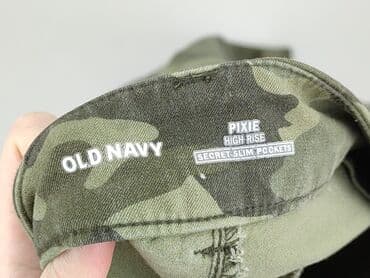 OLD NAVY
PIXIE
HIGH RISE
SECRET-SLIM POCKETS